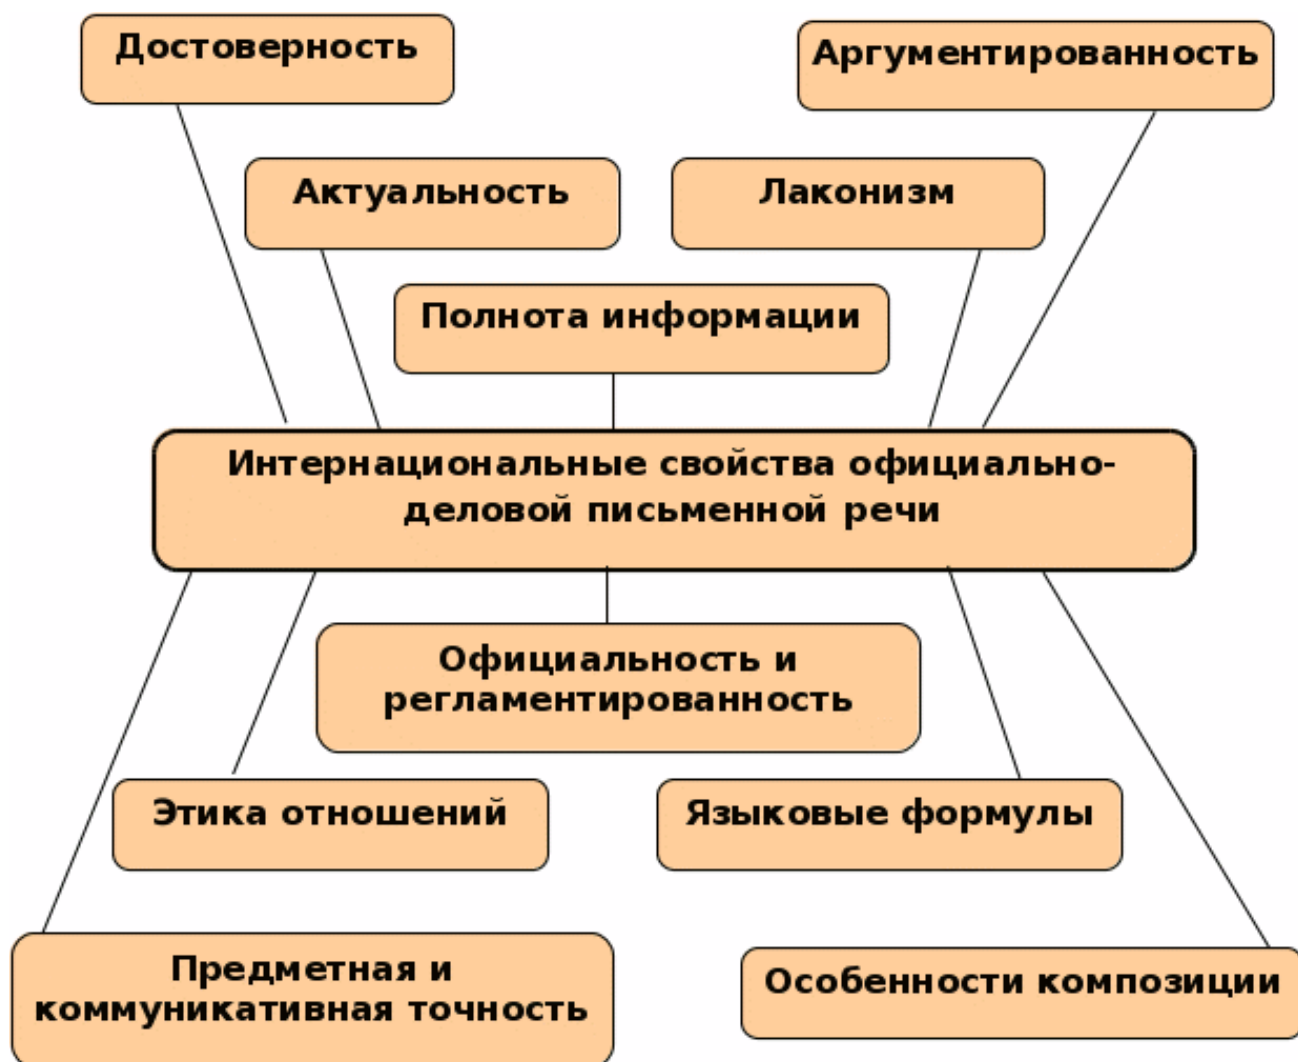 Достоверность
Аргументированность
Актуальность
Лаконизм
Полнота информации
Интернациональные свойства официально-
деловой письменной речи
Официальность и
регламентированность
Этика отношений
Языковые формулы
Предметная и
коммуникативная точность
Особенности композиции